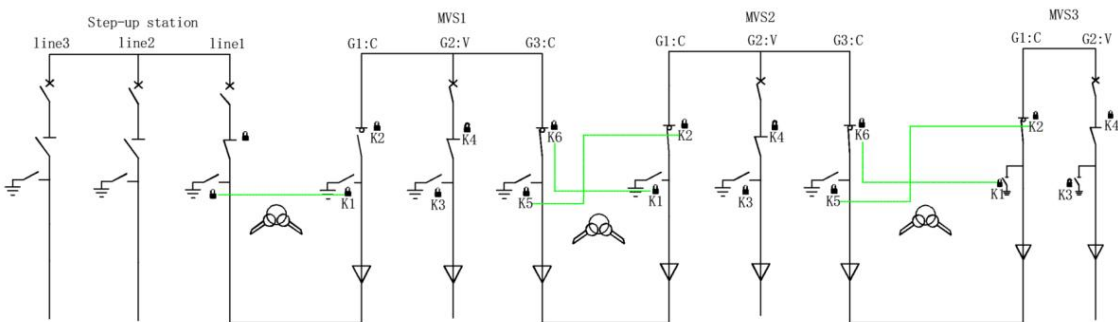 Step-up station
MVS1
MVS2
MVS3
line3 line2 line1 G1:C G2:V G3:C G1:C G2:V G3:C G1:C G2:V
K2 K4 K6 K2 K4 K6 K2 K4
K1 K3 K5 K1 K3 K5 K1 K3